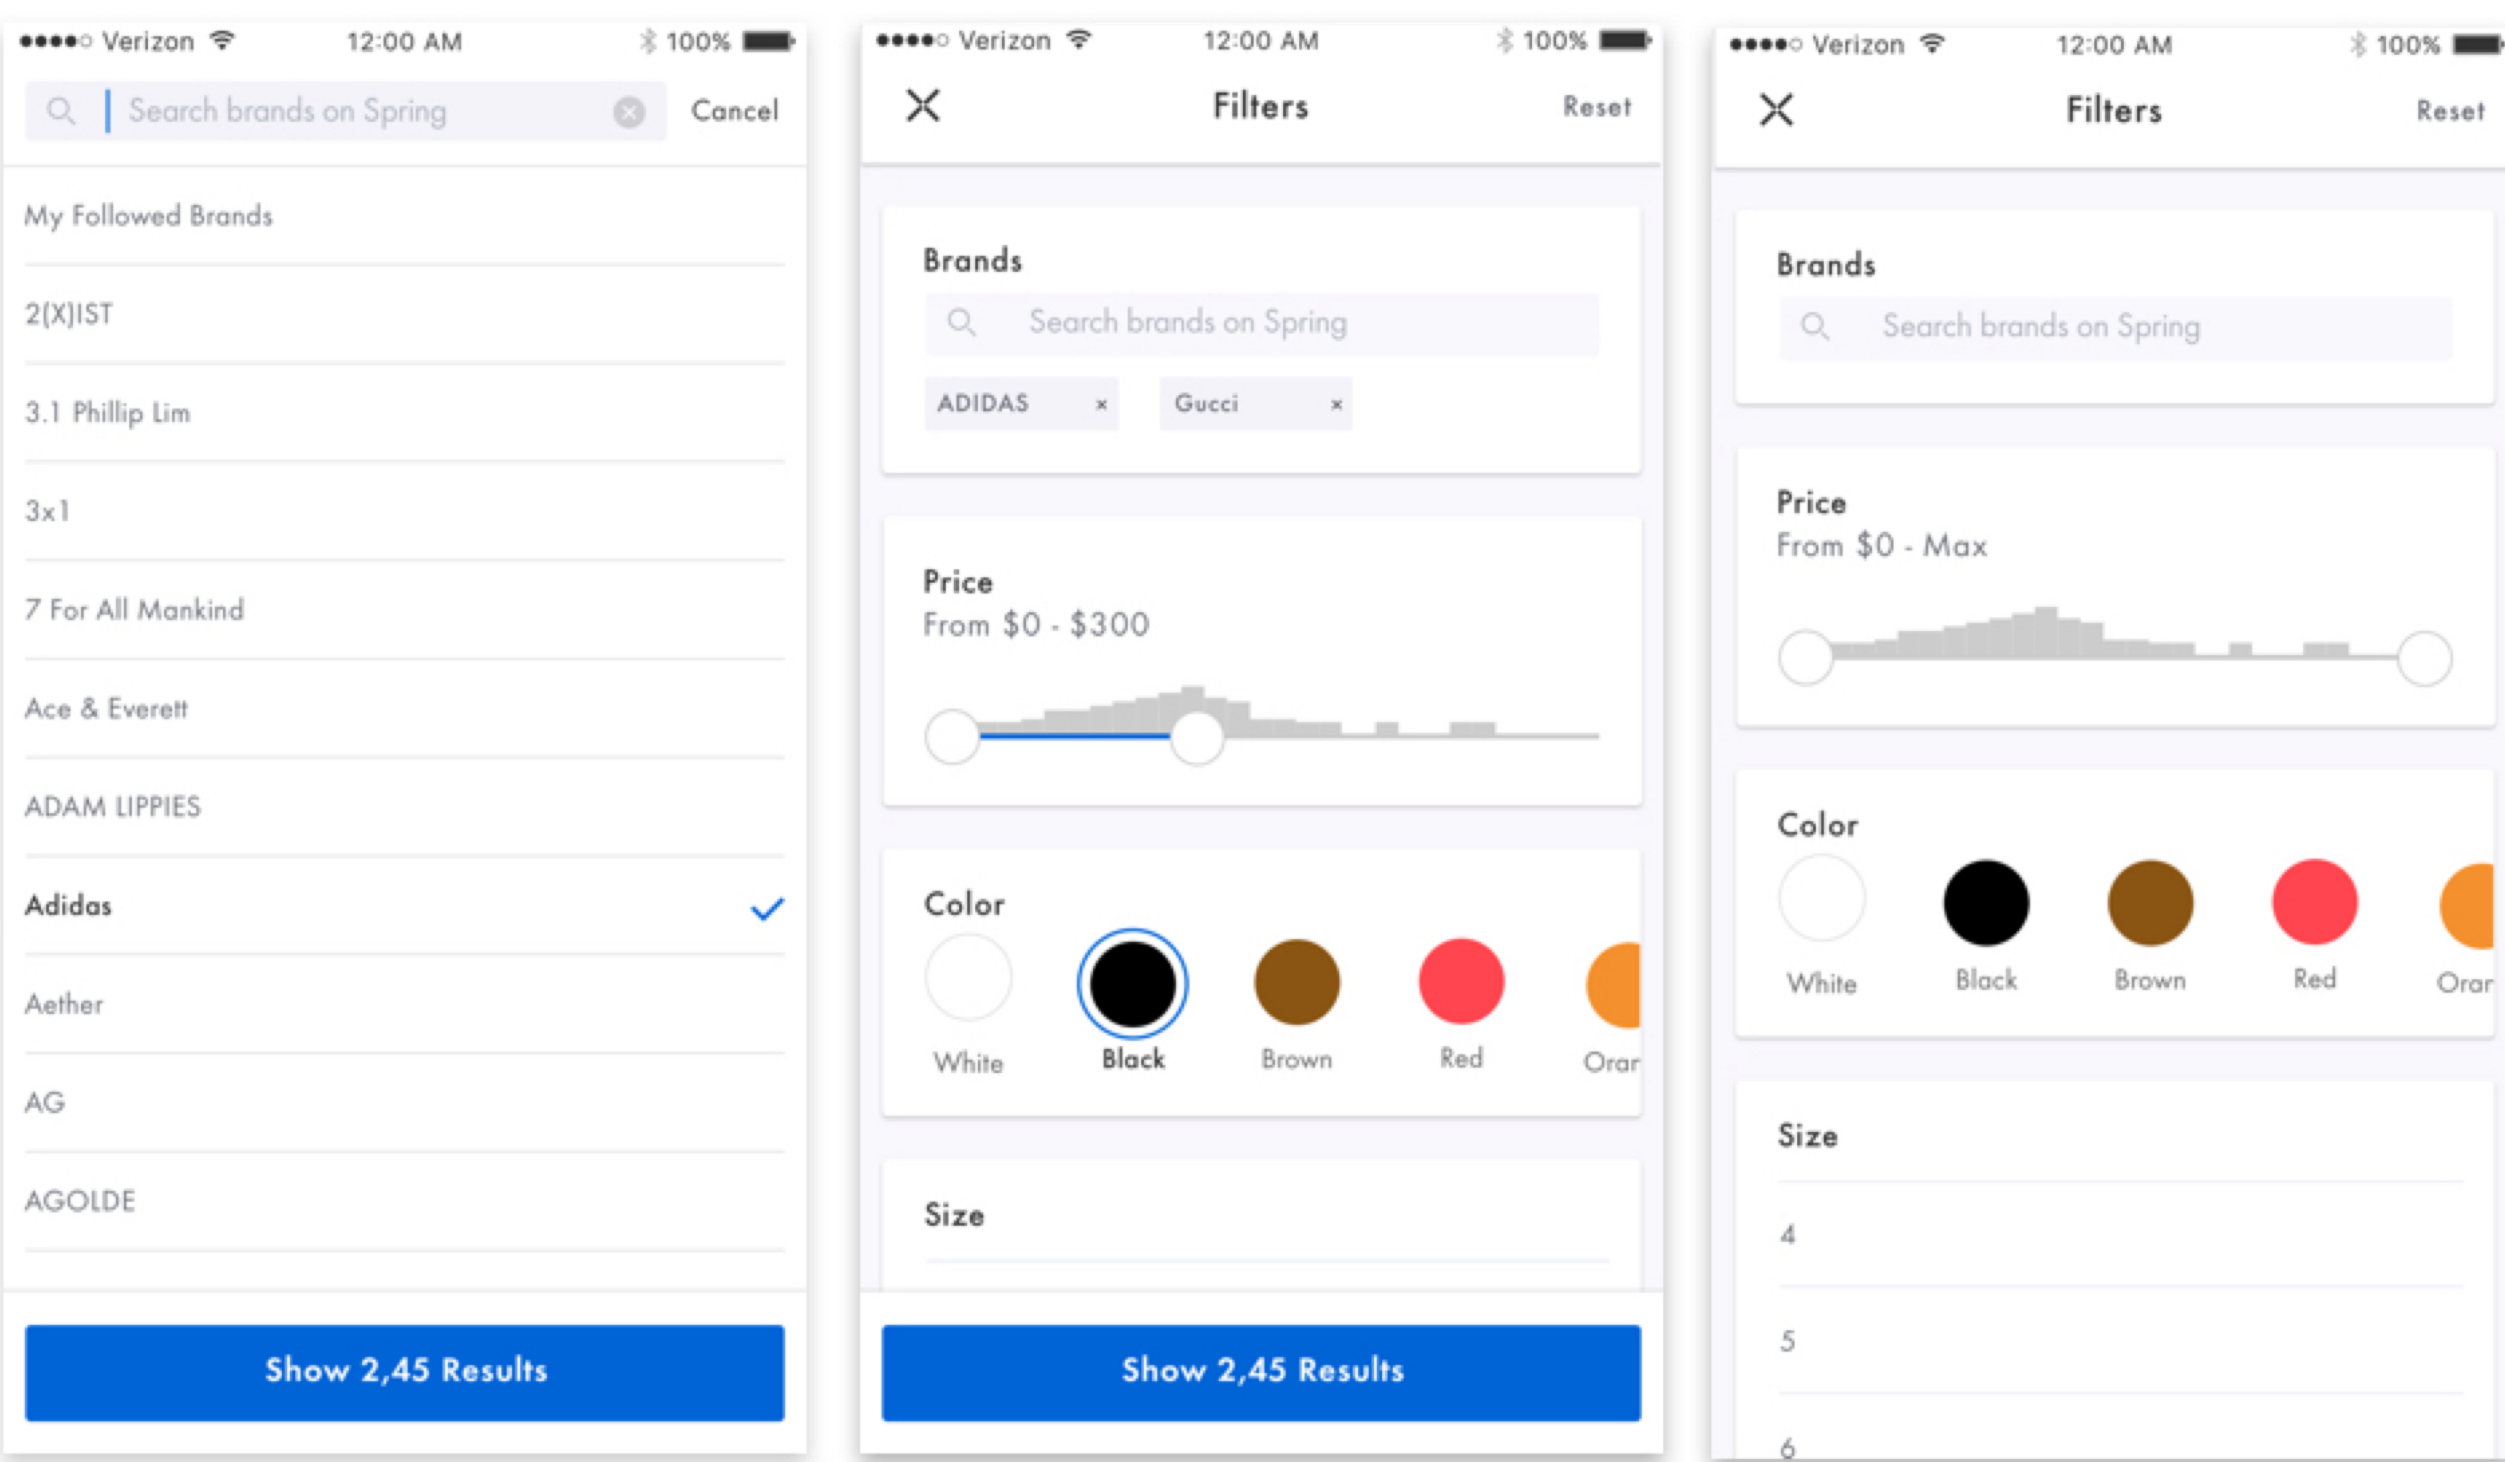 Verizon 12:00 AM 100%
Search brands on Spring Cancel
My Followed Brands
2(X)IST
3.1 Phillip Lim
3x1
7 For All Mankind
Ace & Everett
ADAM LIPPIES
Adidas
Aether
AG
AGOLDE
Show 2,45 Results
Verizon 12:00 AM 100%
Filters Reset
Brands
Search brands on Spring
ADIDAS × Gucci ×
Price
From $0 - $300
Color
White Black Brown Red Oran
Size
Show 2,45 Results
Verizon 12:00 AM 100%
Filters Reset
Brands
Search brands on Spring
Price
From $0 - Max
Color
White Black Brown Red Oran
Size
4
5
6